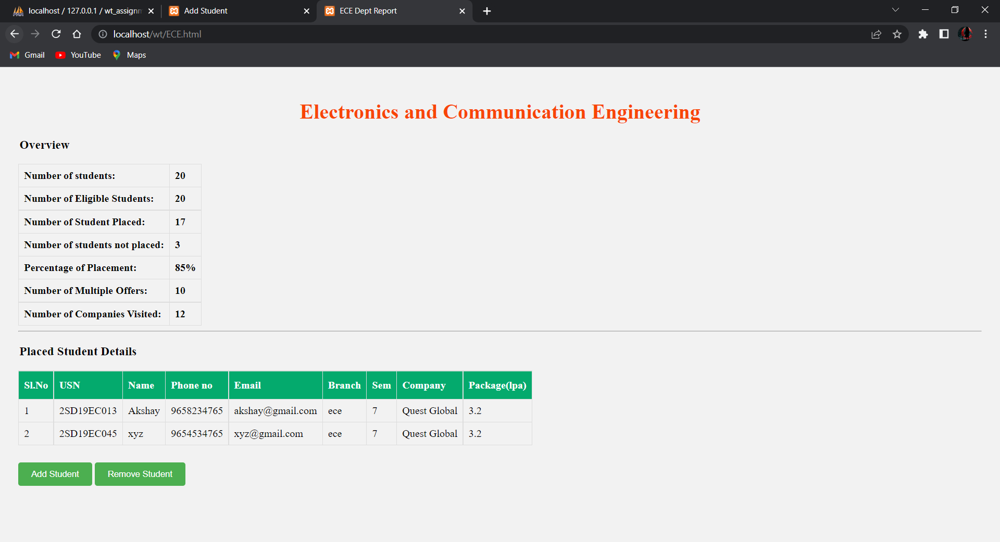 localhost / 127.0.0.1 / wt_assignm
Add Student
ECE Dept Report
localhost/wt/ECE.html
Gmail YouTube Maps
Electronics and Communication Engineering
Overview
Number of students: 20
Number of Eligible Students: 20
Number of Student Placed: 17
Number of students not placed: 3
Percentage of Placement: 85%
Number of Multiple Offers: 10
Number of Companies Visited: 12
Placed Student Details
Sl.No USN Name Phone no Email Branch Sem Company Package(lpa)
1 2SD19EC013 Akshay 9658234765 akshay@gmail.com ece 7 Quest Global 3.2
2 2SD19EC045 xyz 9654534765 xyz@gmail.com ece 7 Quest Global 3.2
Add Student Remove Student